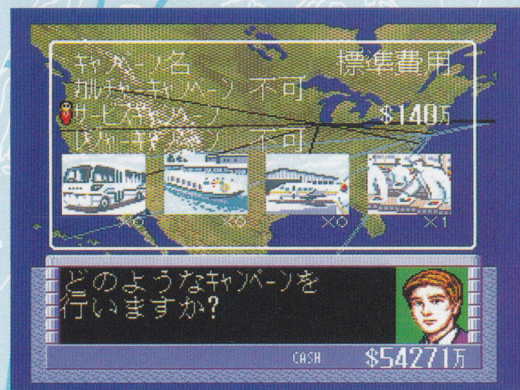 キャンペーン名 標準費用
カルチャーキャンペーン 不可
サービスキャンペーン $140万
レジャーキャンペーン 不可
×0 ×0 ×0 ×1
どのようなキャンペーンを
行いますか?
CASH $54271万